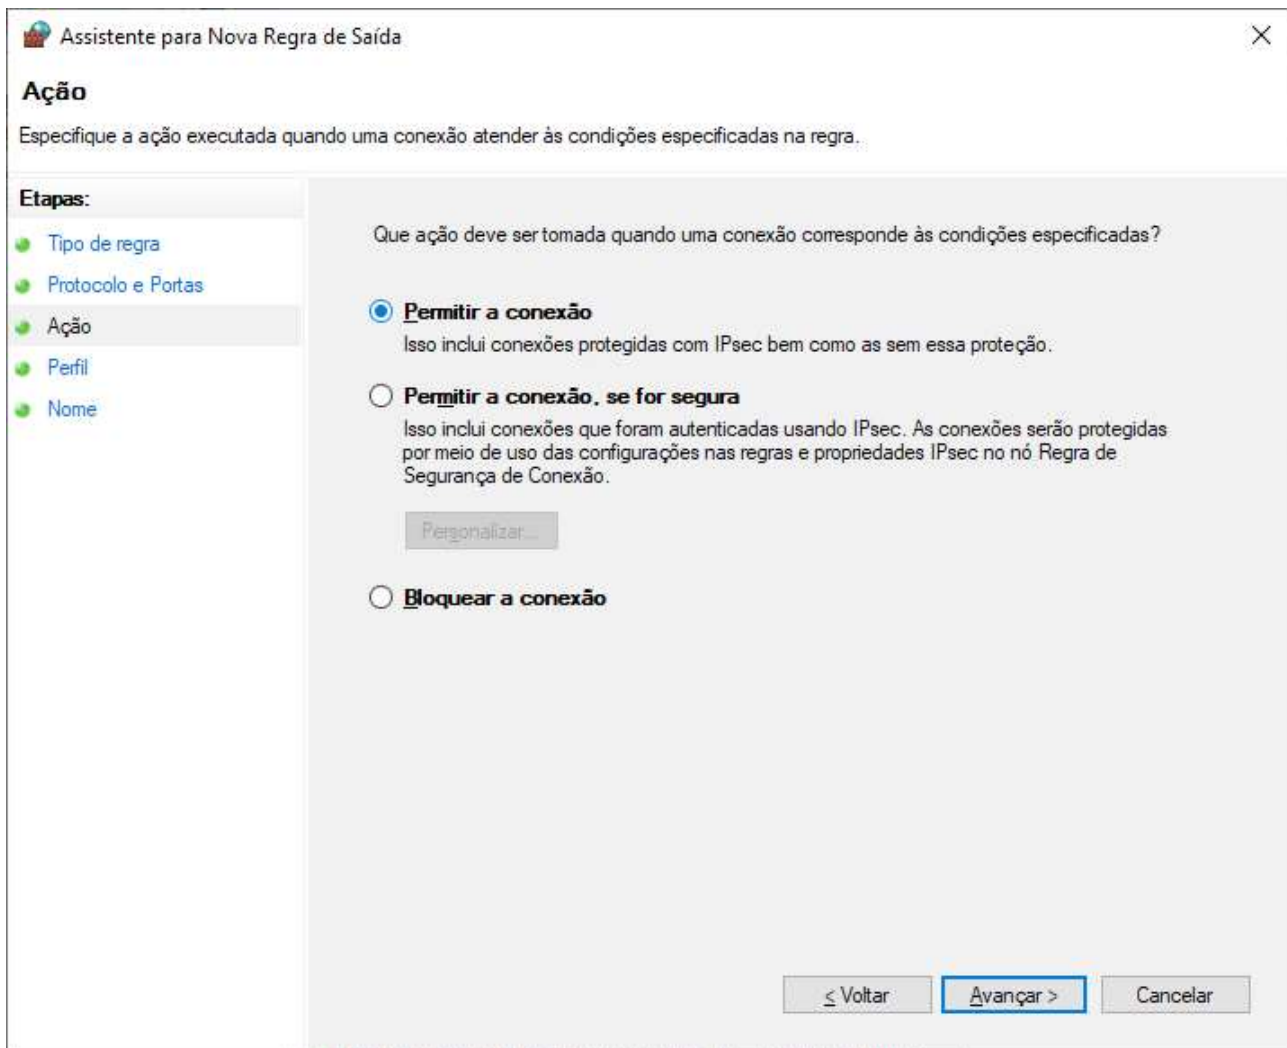 Assistente para Nova Regra de Saída
Ação
Especifique a ação executada quando uma conexão atender às condições especificadas na regra.
Etapas:
Tipo de regra
Protocolo e Portas
Ação
Perfil
Nome
Que ação deve ser tomada quando uma conexão corresponde às condições especificadas?
Permitir a conexão
Isso inclui conexões protegidas com IPsec bem como as sem essa proteção.
Permitir a conexão, se for segura
Isso inclui conexões que foram autenticadas usando IPsec. As conexões serão protegidas
por meio de uso das configurações nas regras e propriedades IPsec no nó Regra de
Segurança de Conexão.
Personalizar...
Bloquear a conexão
< Voltar
Avançar >
Cancelar